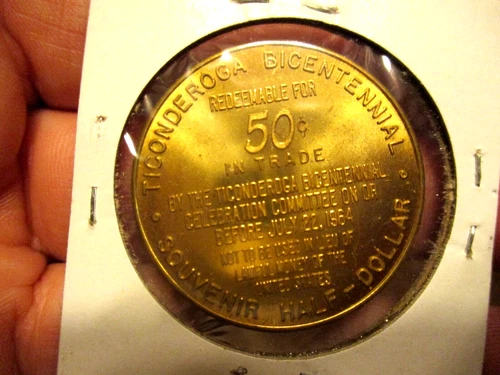 TICONDEROGA BICENTENNIAL
REDEEMABLE FOR
50¢
IN TRADE
BY THE TICONDEROGA BICENTENNIAL
CELEBRATION COMMITTEE ON OR
BEFORE JULY 22, 1964
NOT TO BE USED IN LIEU OF
LAWFUL MONEY OF THE
UNITED STATES
SOUVENIR HALF-DOLLAR